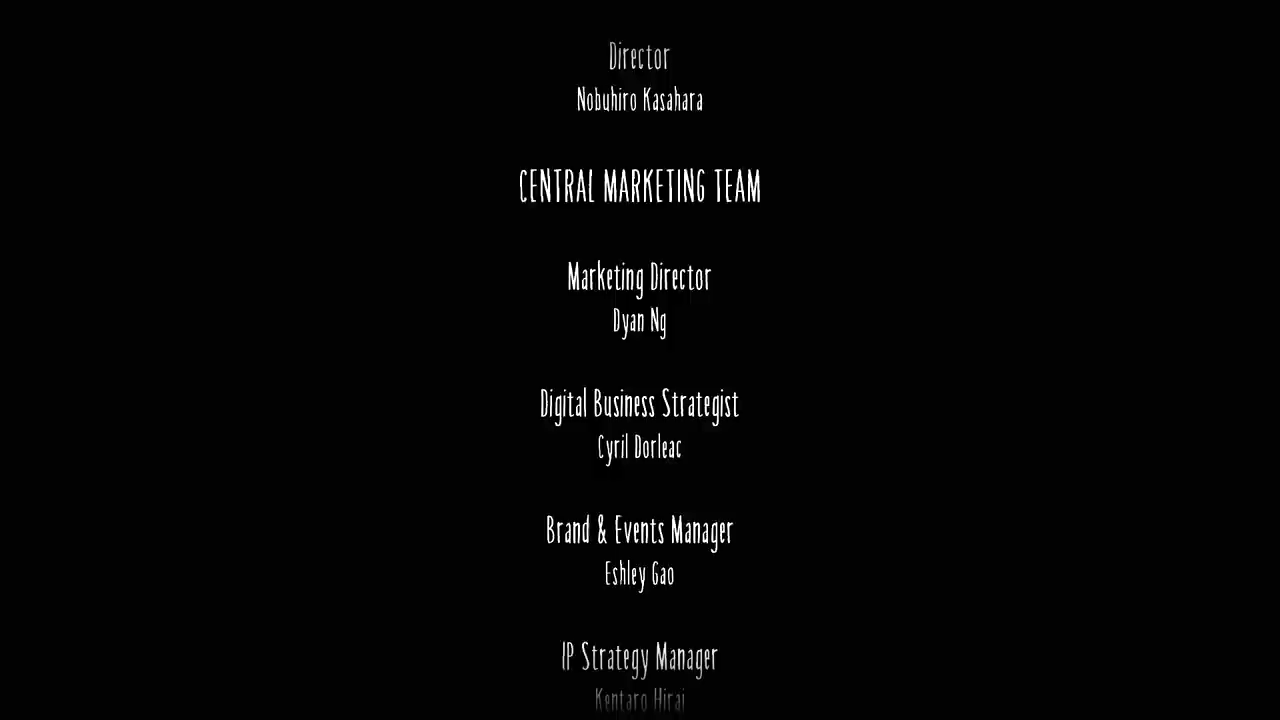 Director
Nobuhiro Kasahara
CENTRAL MARKETING TEAM
Marketing Director
Dyan Ng
Digital Business Strategist
Cyril Dorleac
Brand & Events Manager
Eshley Gao
IP Strategy Manager
Kentaro Hirai